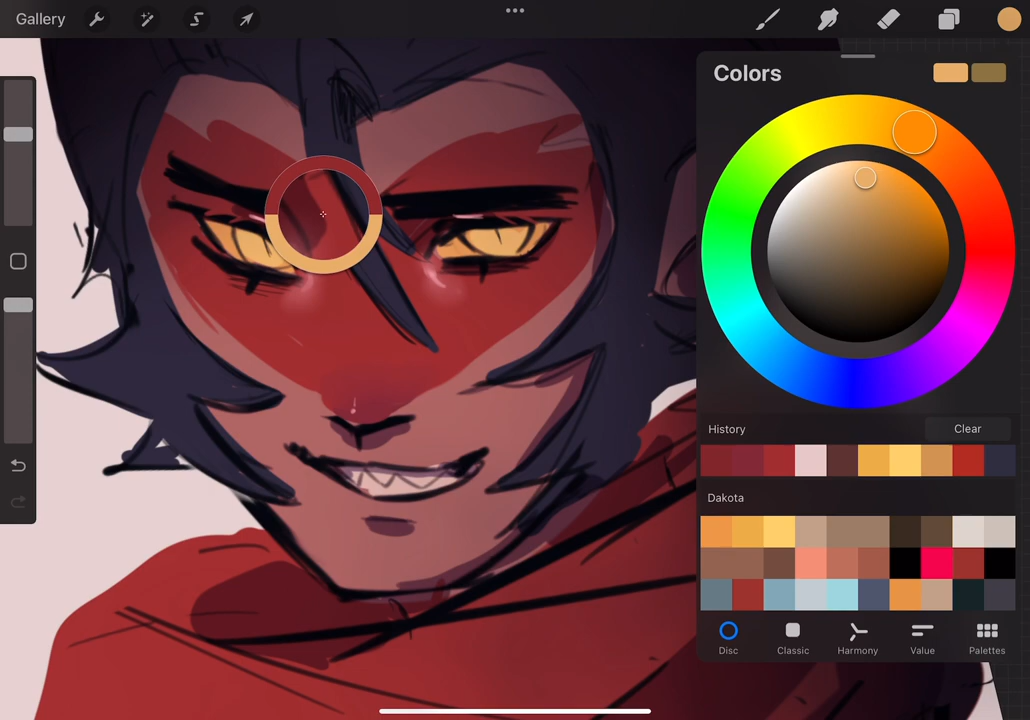 Gallery
Colors
History
Clear
Dakota
Disc
Classic
Harmony
Value
Palettes